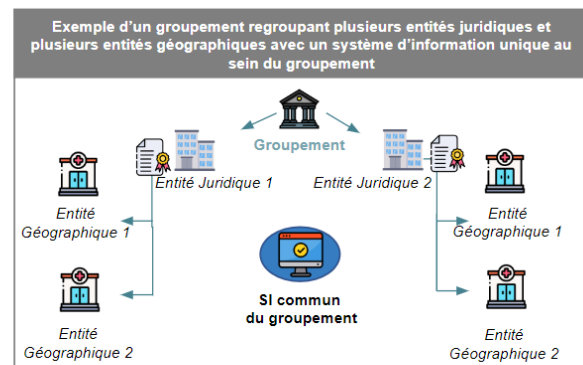 Exemple d'un groupement regroupant plusieurs entités juridiques et
plusieurs entités géographiques avec un système d'information unique au
sein du groupement
Groupement
Entité Juridique 1
Entité Juridique 2
Entité
Géographique 1
Entité
Géographique 1
SI commun
du groupement
Entité
Géographique 2
Entité
Géographique 2